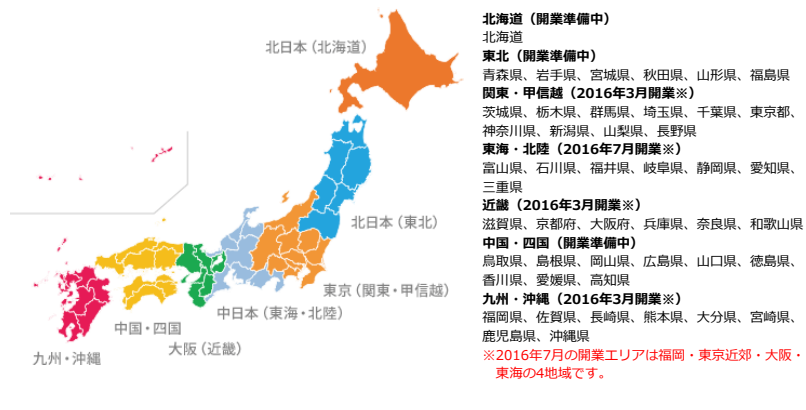 北日本（北海道）
北日本（東北）
東京（関東・甲信越）
中日本（東海・北陸）
中国・四国
大阪（近畿）
九州・沖縄
北海道（開業準備中）
北海道
東北（開業準備中）
青森県、岩手県、宮城県、秋田県、山形県、福島県
関東・甲信越（2016年3月開業※）
茨城県、栃木県、群馬県、埼玉県、千葉県、東京都、
神奈川県、新潟県、山梨県、長野県
東海・北陸（2016年7月開業※）
富山県、石川県、福井県、岐阜県、静岡県、愛知県、
三重県
近畿（2016年3月開業※）
滋賀県、京都府、大阪府、兵庫県、奈良県、和歌山県
中国・四国（開業準備中）
鳥取県、島根県、岡山県、広島県、山口県、徳島県、
香川県、愛媛県、高知県
九州・沖縄（2016年3月開業※）
福岡県、佐賀県、長崎県、熊本県、大分県、宮崎県、
鹿児島県、沖縄県
※2016年7月の開業エリアは福岡・東京近郊・大阪・
東海の4地域です。